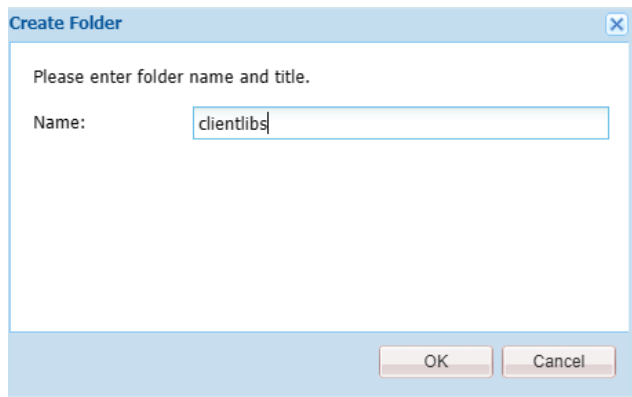 Create Folder
Please enter folder name and title.
Name: clientlibs
OK Cancel